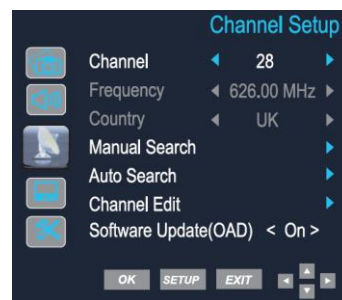 Channel Setup
Channel 28
Frequency 626.00 MHz
Country UK
Manual Search
Auto Search
Channel Edit
Software Update(OAD) < On >
OK SETUP EXIT